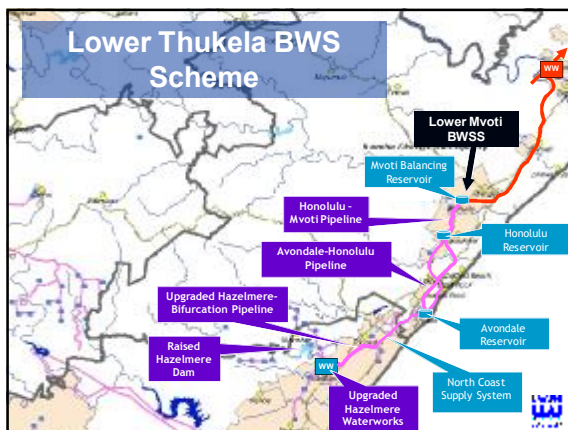 Lower Thukela BWS
Scheme
WW
Lower Mvoti
BWSS
Mvoti Balancing
Reservoir
Honolulu -
Mvoti Pipeline
Honolulu
Reservoir
Avondale-Honolulu
Pipeline
Upgraded Hazelmere-
Bifurcation Pipeline
Avondale
Reservoir
Raised
Hazelmere
Dam
WW
North Coast
Supply System
Upgraded
Hazelmere
Waterworks